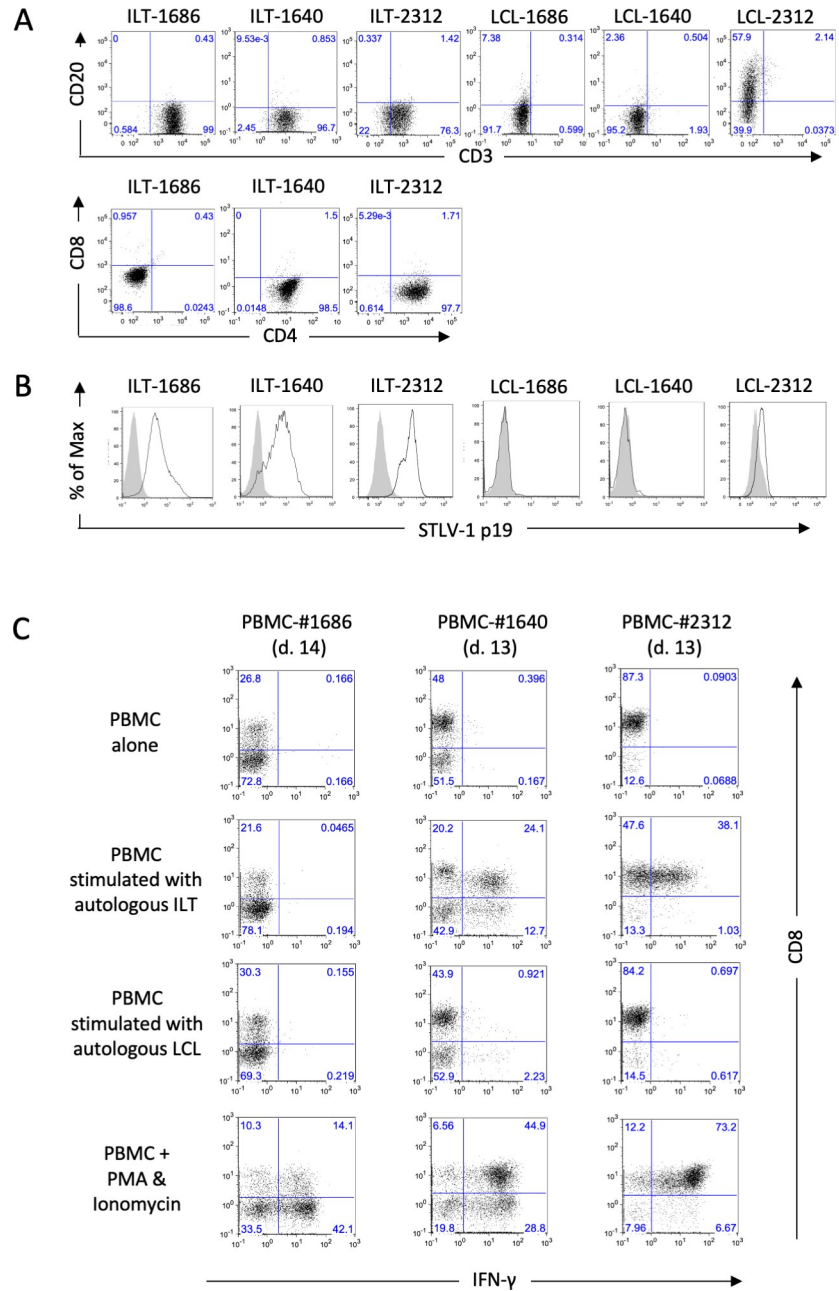 A
ILT-1686 ILT-1640 ILT-2312 LCL-1686 LCL-1640 LCL-2312
0 0.43 9.53e-3 0.853 0.337 1.42 7.38 0.314 2.36 0.504 57.9 2.14
CD20
0.584 99 2.45 96.7 22 76.3 91.7 0.599 95.2 1.93 39.9 0.0373
CD3
ILT-1686 ILT-1640 ILT-2312
0.957 0.43 0 1.5 5.29e-3 1.71
CD8
98.6 0.0243 0.0148 98.5 0.614 97.7
CD4
B
ILT-1686 ILT-1640 ILT-2312 LCL-1686 LCL-1640 LCL-2312
% of Max
STLV-1 p19
C
PBMC-#1686 PBMC-#1640 PBMC-#2312
(d. 14) (d. 13) (d. 13)
PBMC
alone
26.8 0.166 48 0.396 87.3 0.0903
72.8 0.166 51.5 0.167 12.6 0.0688
PBMC
stimulated with
autologous ILT
21.6 0.0465 20.2 24.1 47.6 38.1
78.1 0.194 42.9 12.7 13.3 1.03
PBMC
stimulated with
autologous LCL
30.3 0.155 43.9 0.921 84.2 0.697
69.3 0.219 52.9 2.23 14.5 0.617
PBMC +
PMA &
Ionomycin
10.3 14.1 6.56 44.9 12.2 73.2
33.5 42.1 19.8 28.8 7.96 6.67
CD8
IFN-γ